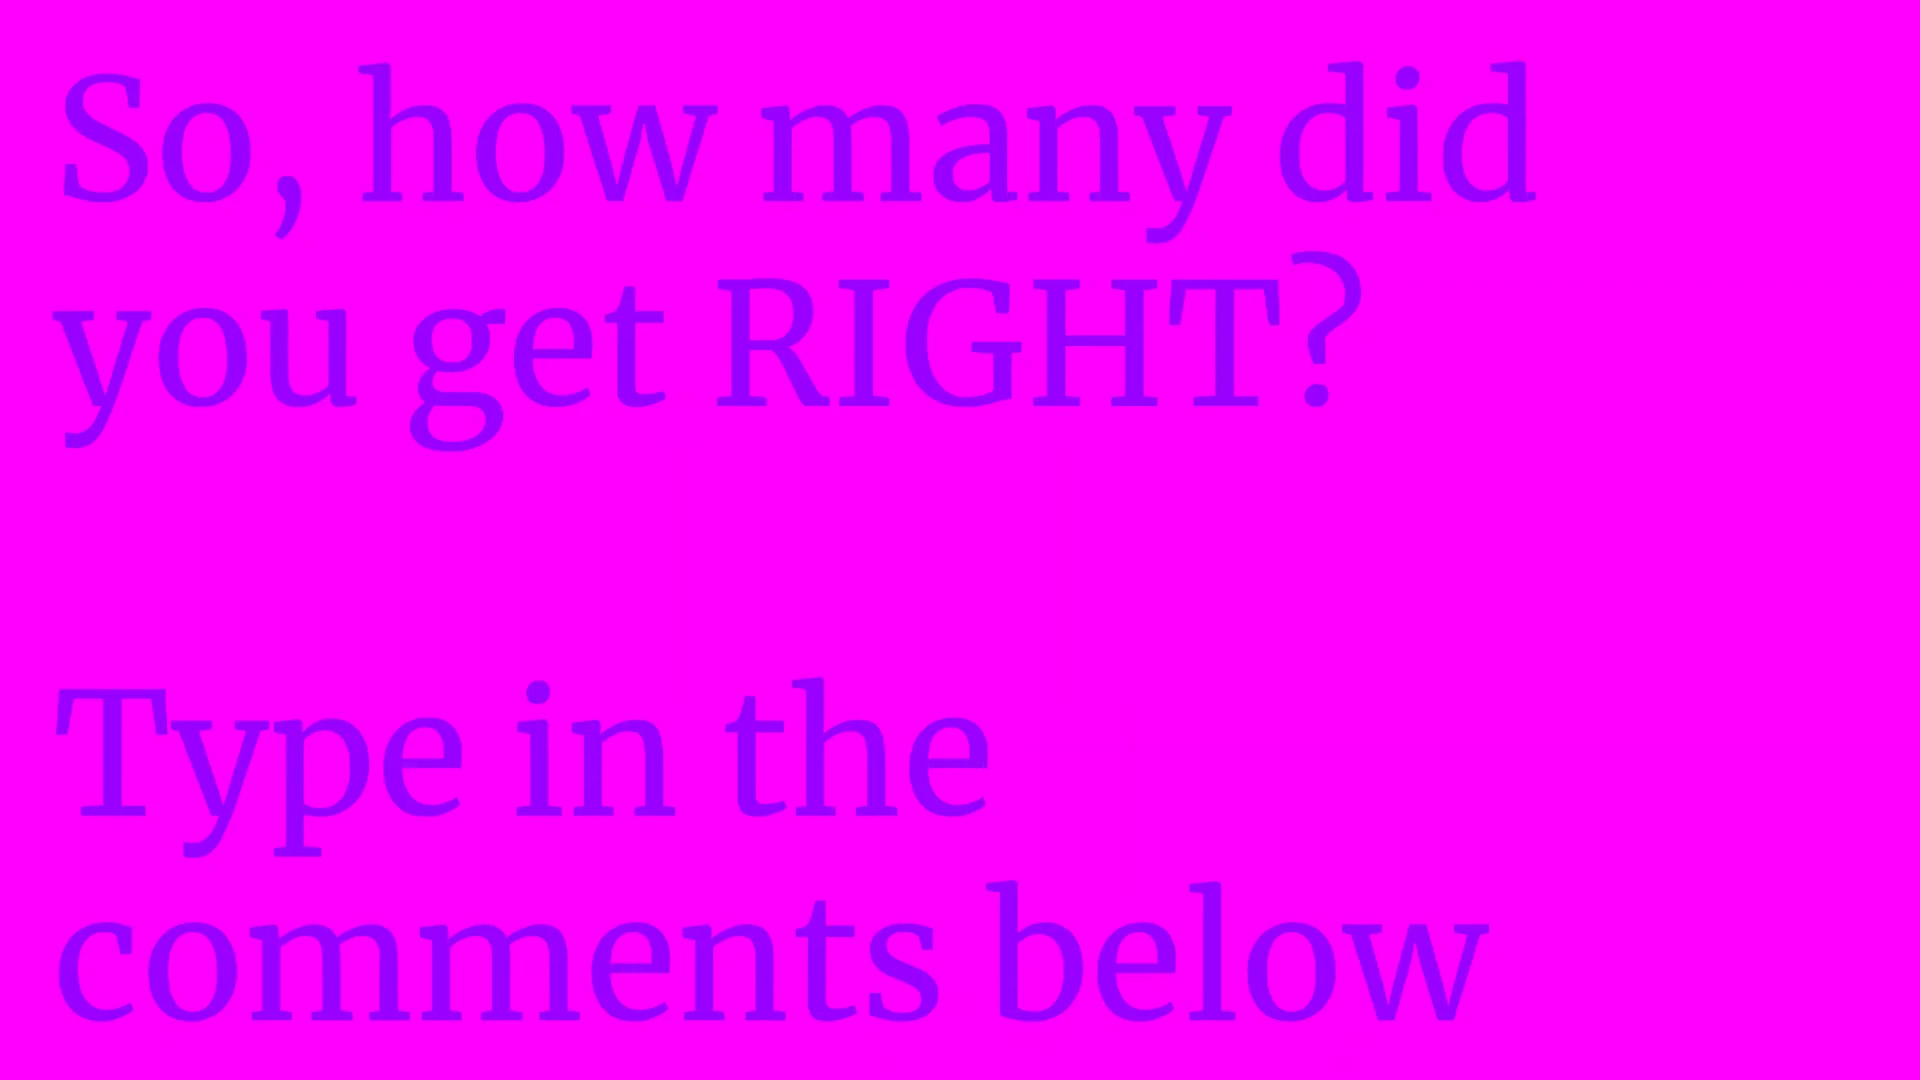 So, how many did
you get RIGHT?
Type in the
comments below